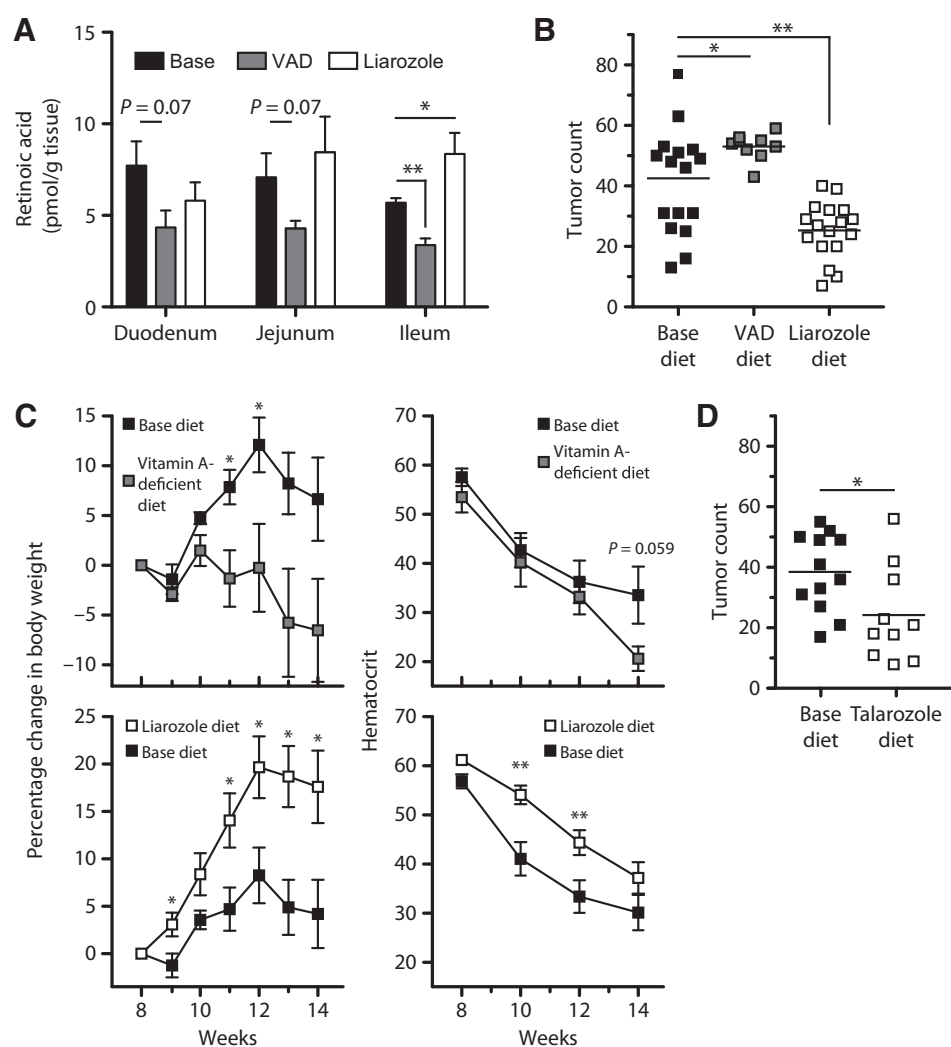 A
15
10
5
0
Retinoic acid
(pmol/g tissue)
Base
VAD
Liarozole
P = 0.07
P = 0.07
*
**
Duodenum
Jejunum
Ileum
B
80
60
40
20
0
Tumor count
**
*
Base
diet
VAD
diet
Liarozole
diet
C
Percentage change in body weight
15
10
5
0
−5
−10
Base diet
Vitamin A-
deficient
diet
*
*
70
60
50
40
30
20
Hematocrit
Base diet
Vitamin A-
deficient diet
P = 0.059
25
20
15
10
5
0
Liarozole diet
Base diet
*
*
*
*
*
8
10
12
14
Weeks
70
60
50
40
30
20
Liarozole diet
Base diet
**
**
8
10
12
14
Weeks
D
80
60
40
20
0
Tumor count
*
Base
diet
Talarozole
diet